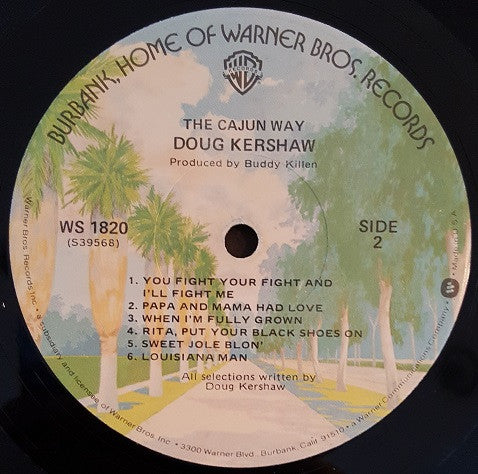 BURBANK, HOME OF WARNER BROS. RECORDS
WB
RECORDS
THE CAJUN WAY
DOUG KERSHAW
Produced by Buddy Killen
WS 1820
(S39568)
SIDE
2
1. YOU FIGHT YOUR FIGHT AND
I'LL FIGHT ME
2. PAPA AND MAMA HAD LOVE
3. WHEN I'M FULLY GROWN
4. RITA, PUT YOUR BLACK SHOES ON
5. SWEET JOLE BLON'
6. LOUISIANA MAN
All selections written by
Doug Kershaw
Warner Bros. Records Inc. • a subsidiary and licensee of Warner Bros. Inc. • 3300 Warner Blvd., Burbank, Calif. 91510 • a Warner Communications Company • Made in U.S.A.